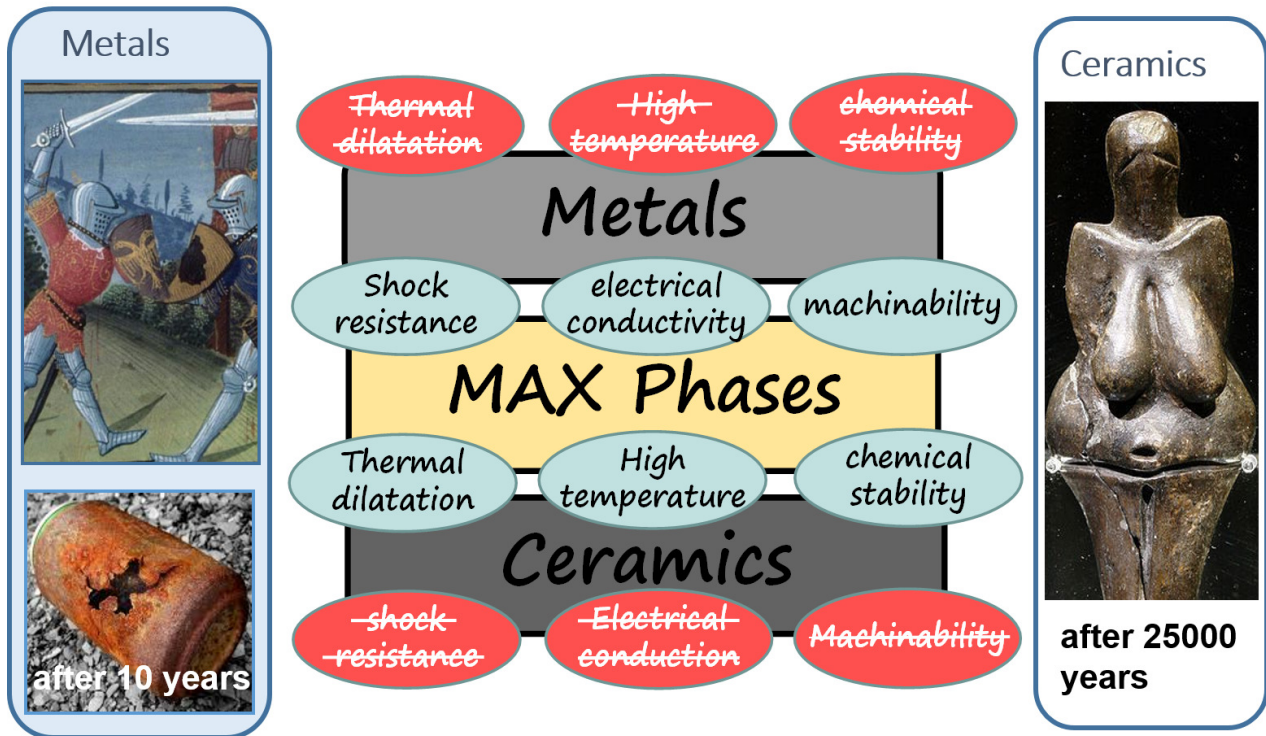 Metals
after 10 years
Thermal
dilatation
High
temperature
chemical
stability
Metals
Shock
resistance
electrical
conductivity
machinability
MAX Phases
Thermal
dilatation
High
temperature
chemical
stability
Ceramics
shock
resistance
Electrical
conduction
Machinability
Ceramics
after 25000
years